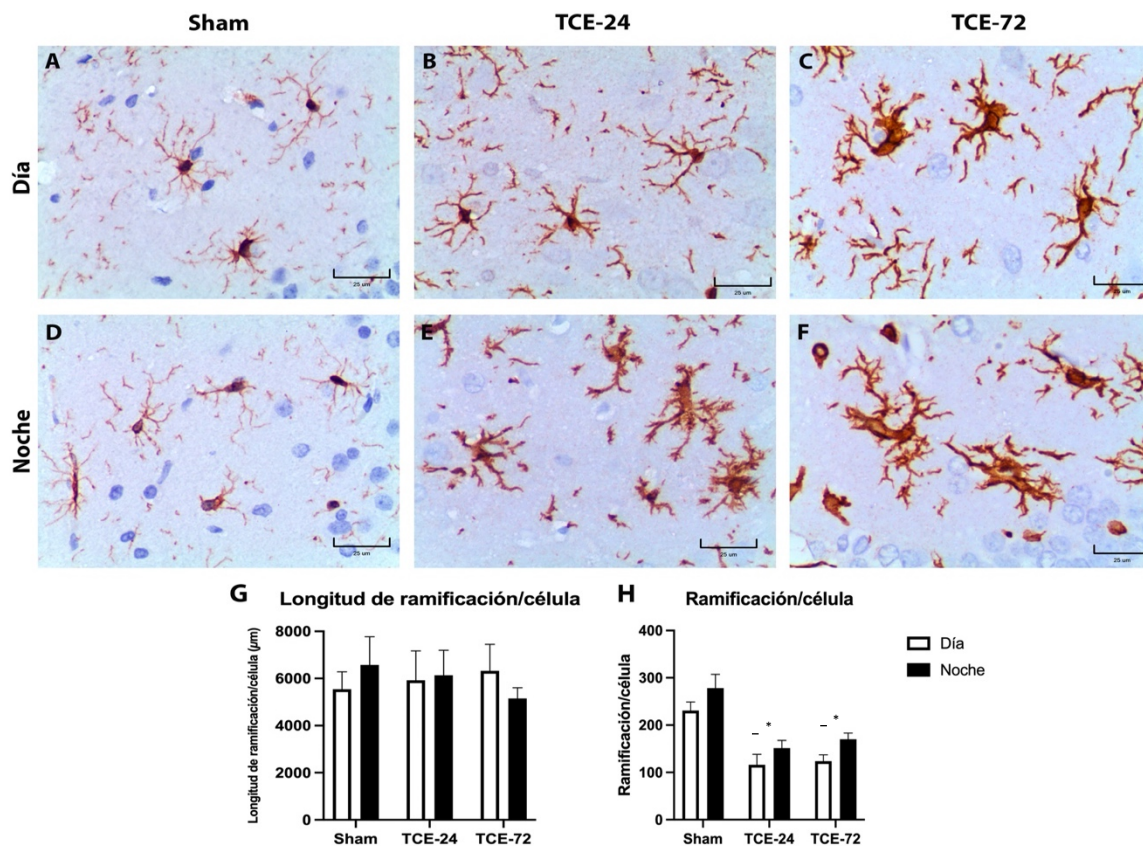 Sham TCE-24 TCE-72
Día
A B C
25 um 25 um 25 um
Noche
D E F
25 um 25 um 25 um
G Longitud de ramificación/célula
Longitud de ramificación/célula (µm)
8000
6000
4000
2000
0
Sham TCE-24 TCE-72
H Ramificación/célula
Ramificación/célula
400
300
200
100
0
– * – *
Sham TCE-24 TCE-72
Día
Noche